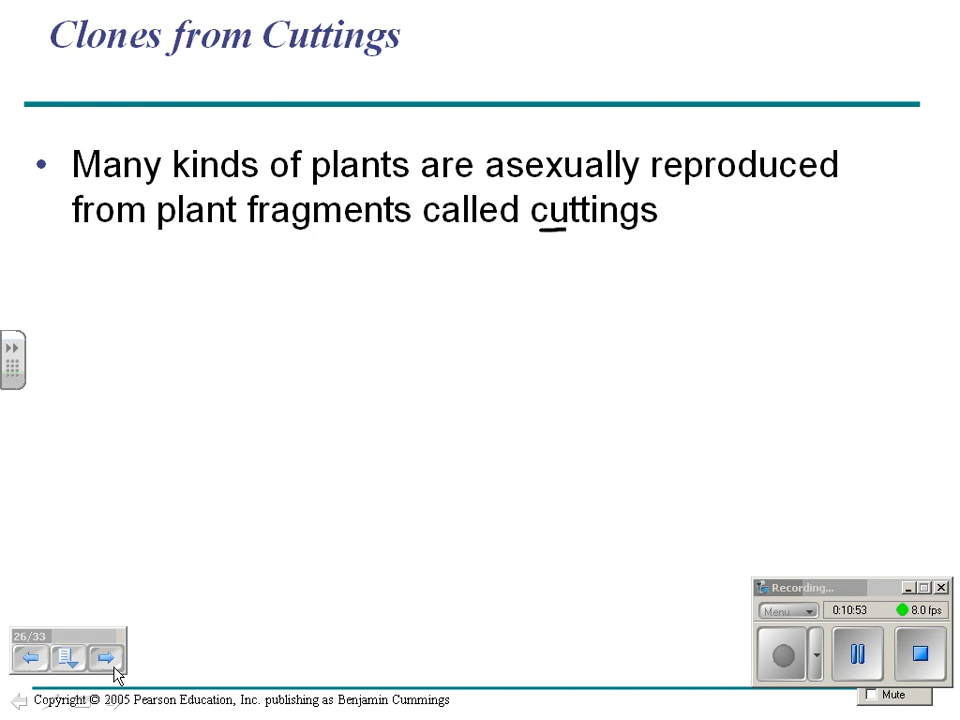 Clones from Cuttings
• Many kinds of plants are asexually reproduced
from plant fragments called cuttings
Recording...
Menu
0:10:53
8.0 fps
26/33
Mute
Copyright © 2005 Pearson Education, Inc. publishing as Benjamin Cummings